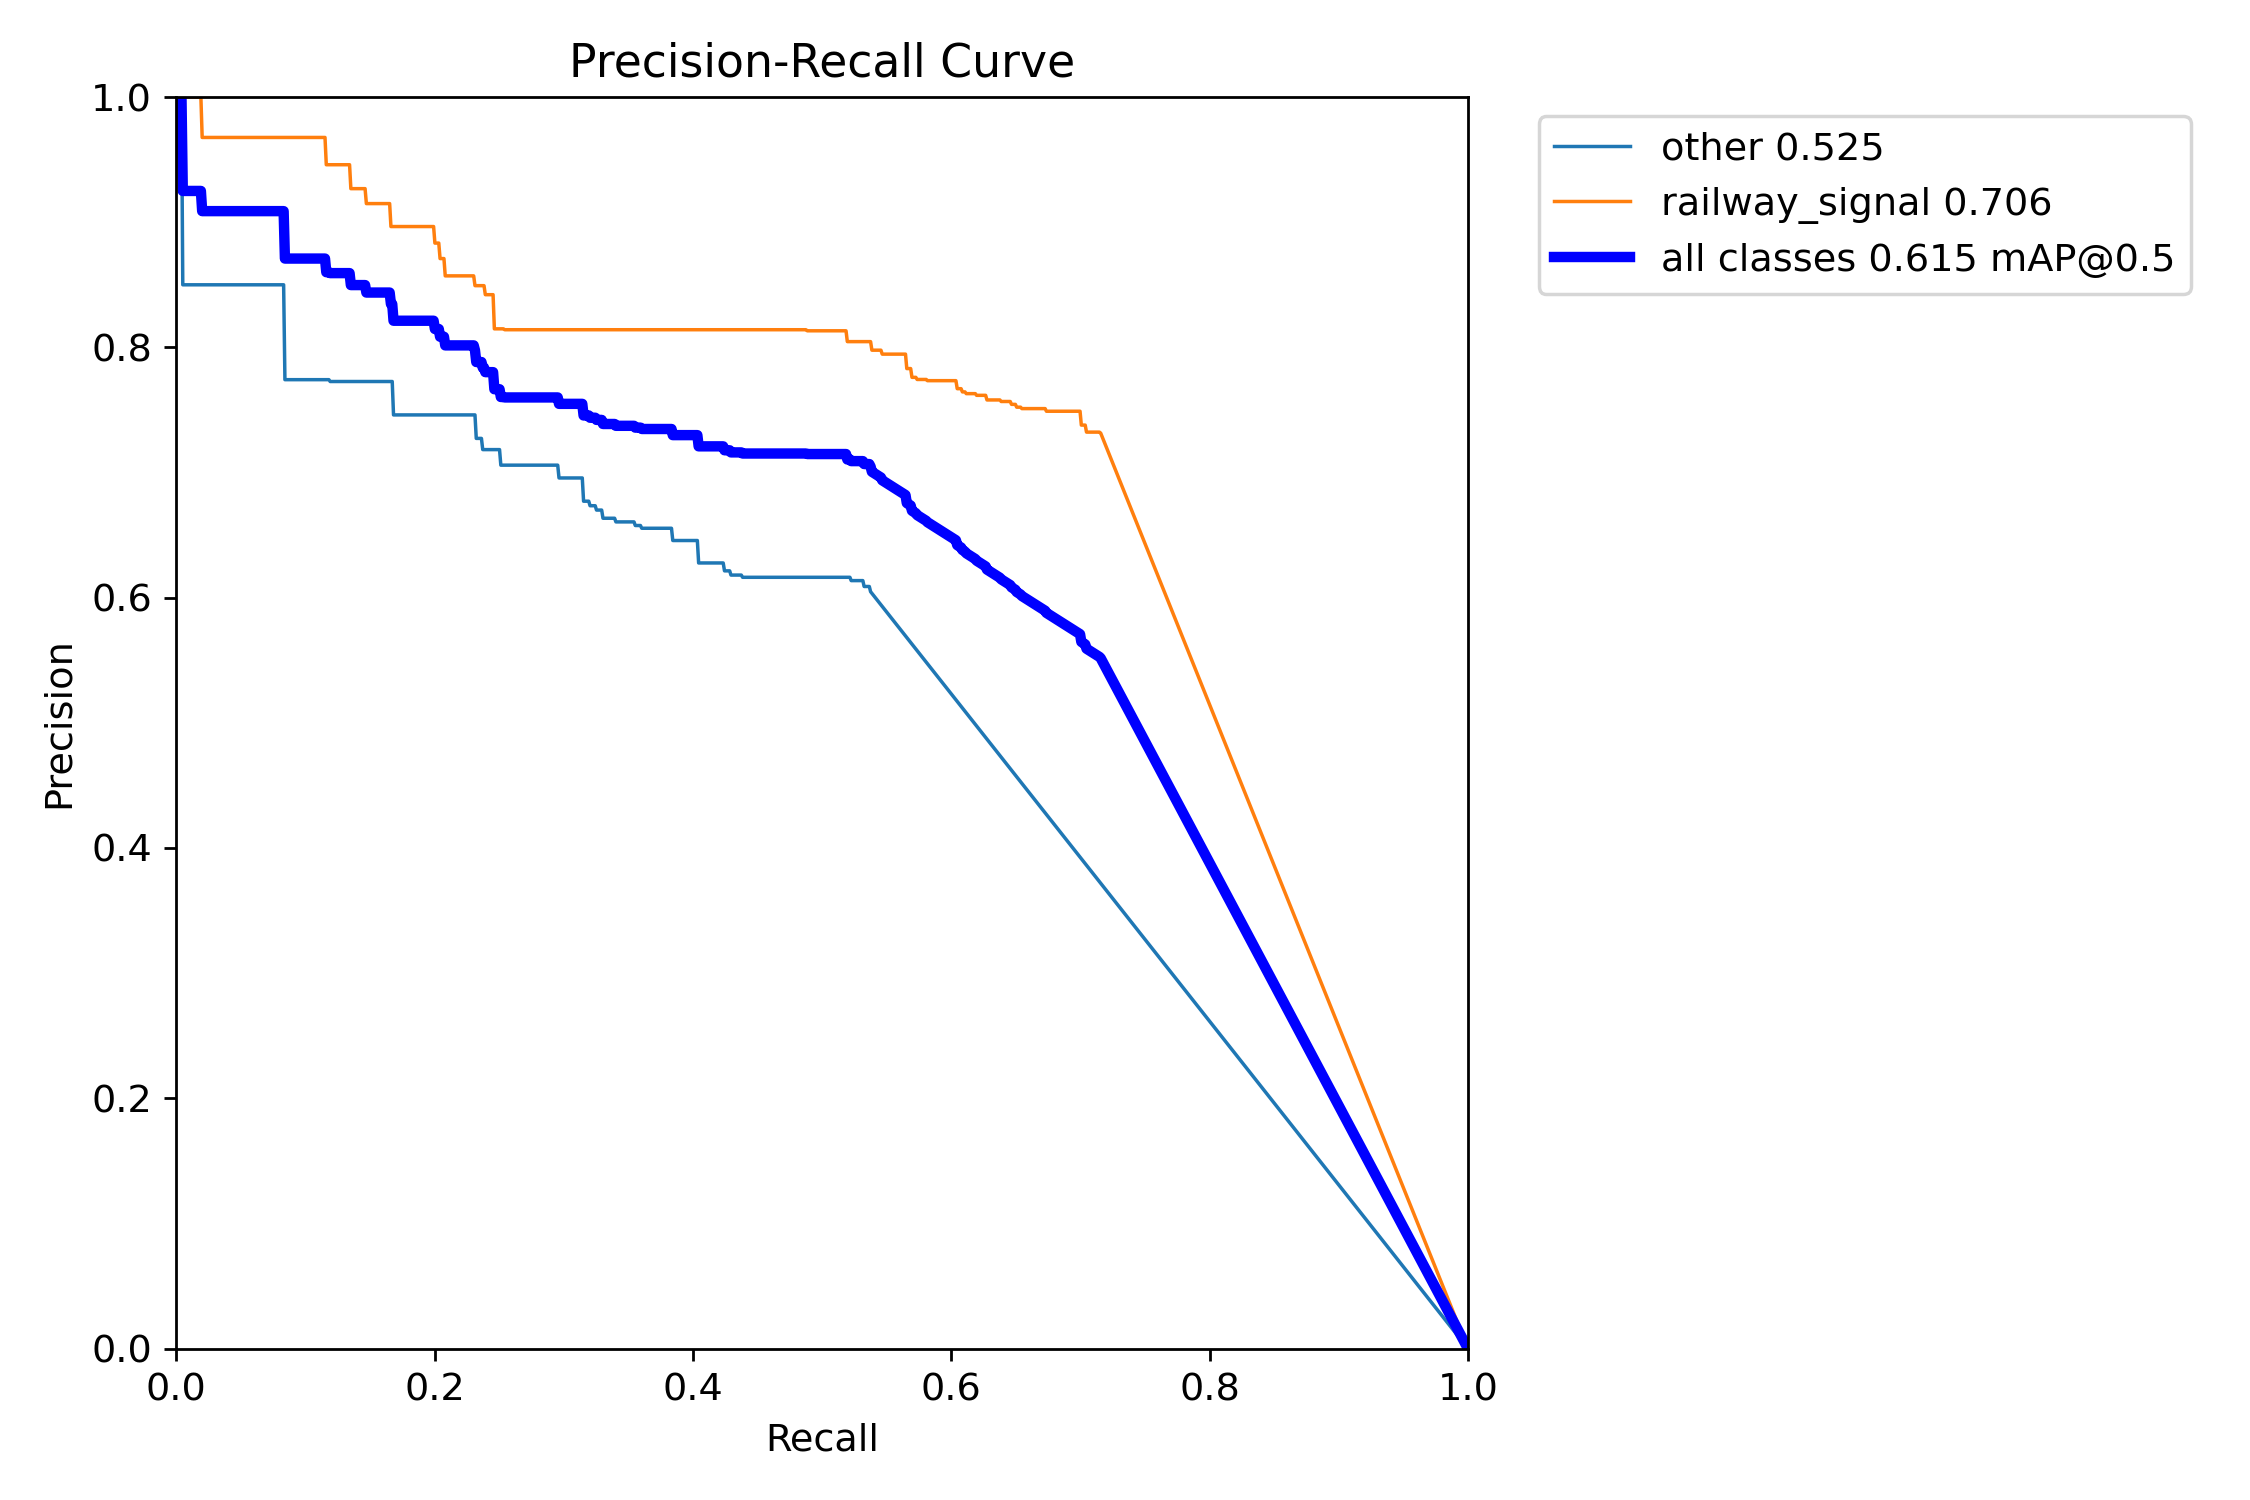 Precision-Recall Curve
1.0
0.8
0.6
0.4
0.2
0.0
Precision
0.0 0.2 0.4 0.6 0.8 1.0
Recall
other 0.525
railway_signal 0.706
all classes 0.615 mAP@0.5